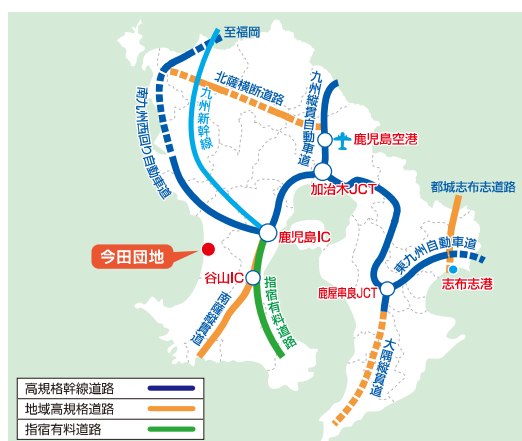 至福岡
北薩横断道路
九州新幹線
南九州西回り自動車道
九州縦貫自動車道
鹿児島空港
加治木JCT
都城志布志道路
鹿児島IC
今田団地
東九州自動車道
谷山IC
志布志港
鹿屋串良JCT
指宿有料道路
南薩縦貫道
大隅縦貫道
高規格幹線道路
地域高規格道路
指宿有料道路